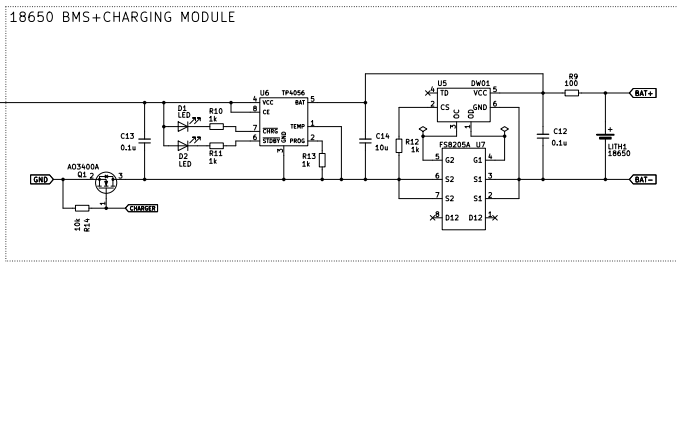 18650 BMS+CHARGING MODULE
U6 TP4056
4 VCC BAT 5
8 CE
TEMP 1
7 CHRG
6 STDBY PROG 2
GND
3
D1
LED
R10
1k
D2
LED
R11
1k
C13
0.1u
R13
1k
C14
10u
AO3400A
Q1 2 3
1
GND
10k
R14
CHARGER
U5 DW01
4 TD VCC 5
2 CS GND 6
OC OD
3 1
R12
1k
FS8205A U7
5 G2 G1 4
6 S2 S1 3
7 S2 S1 2
8 D12 D12 1
C12
0.1u
R9
100
BAT+
+
LITH1
18650
BAT-